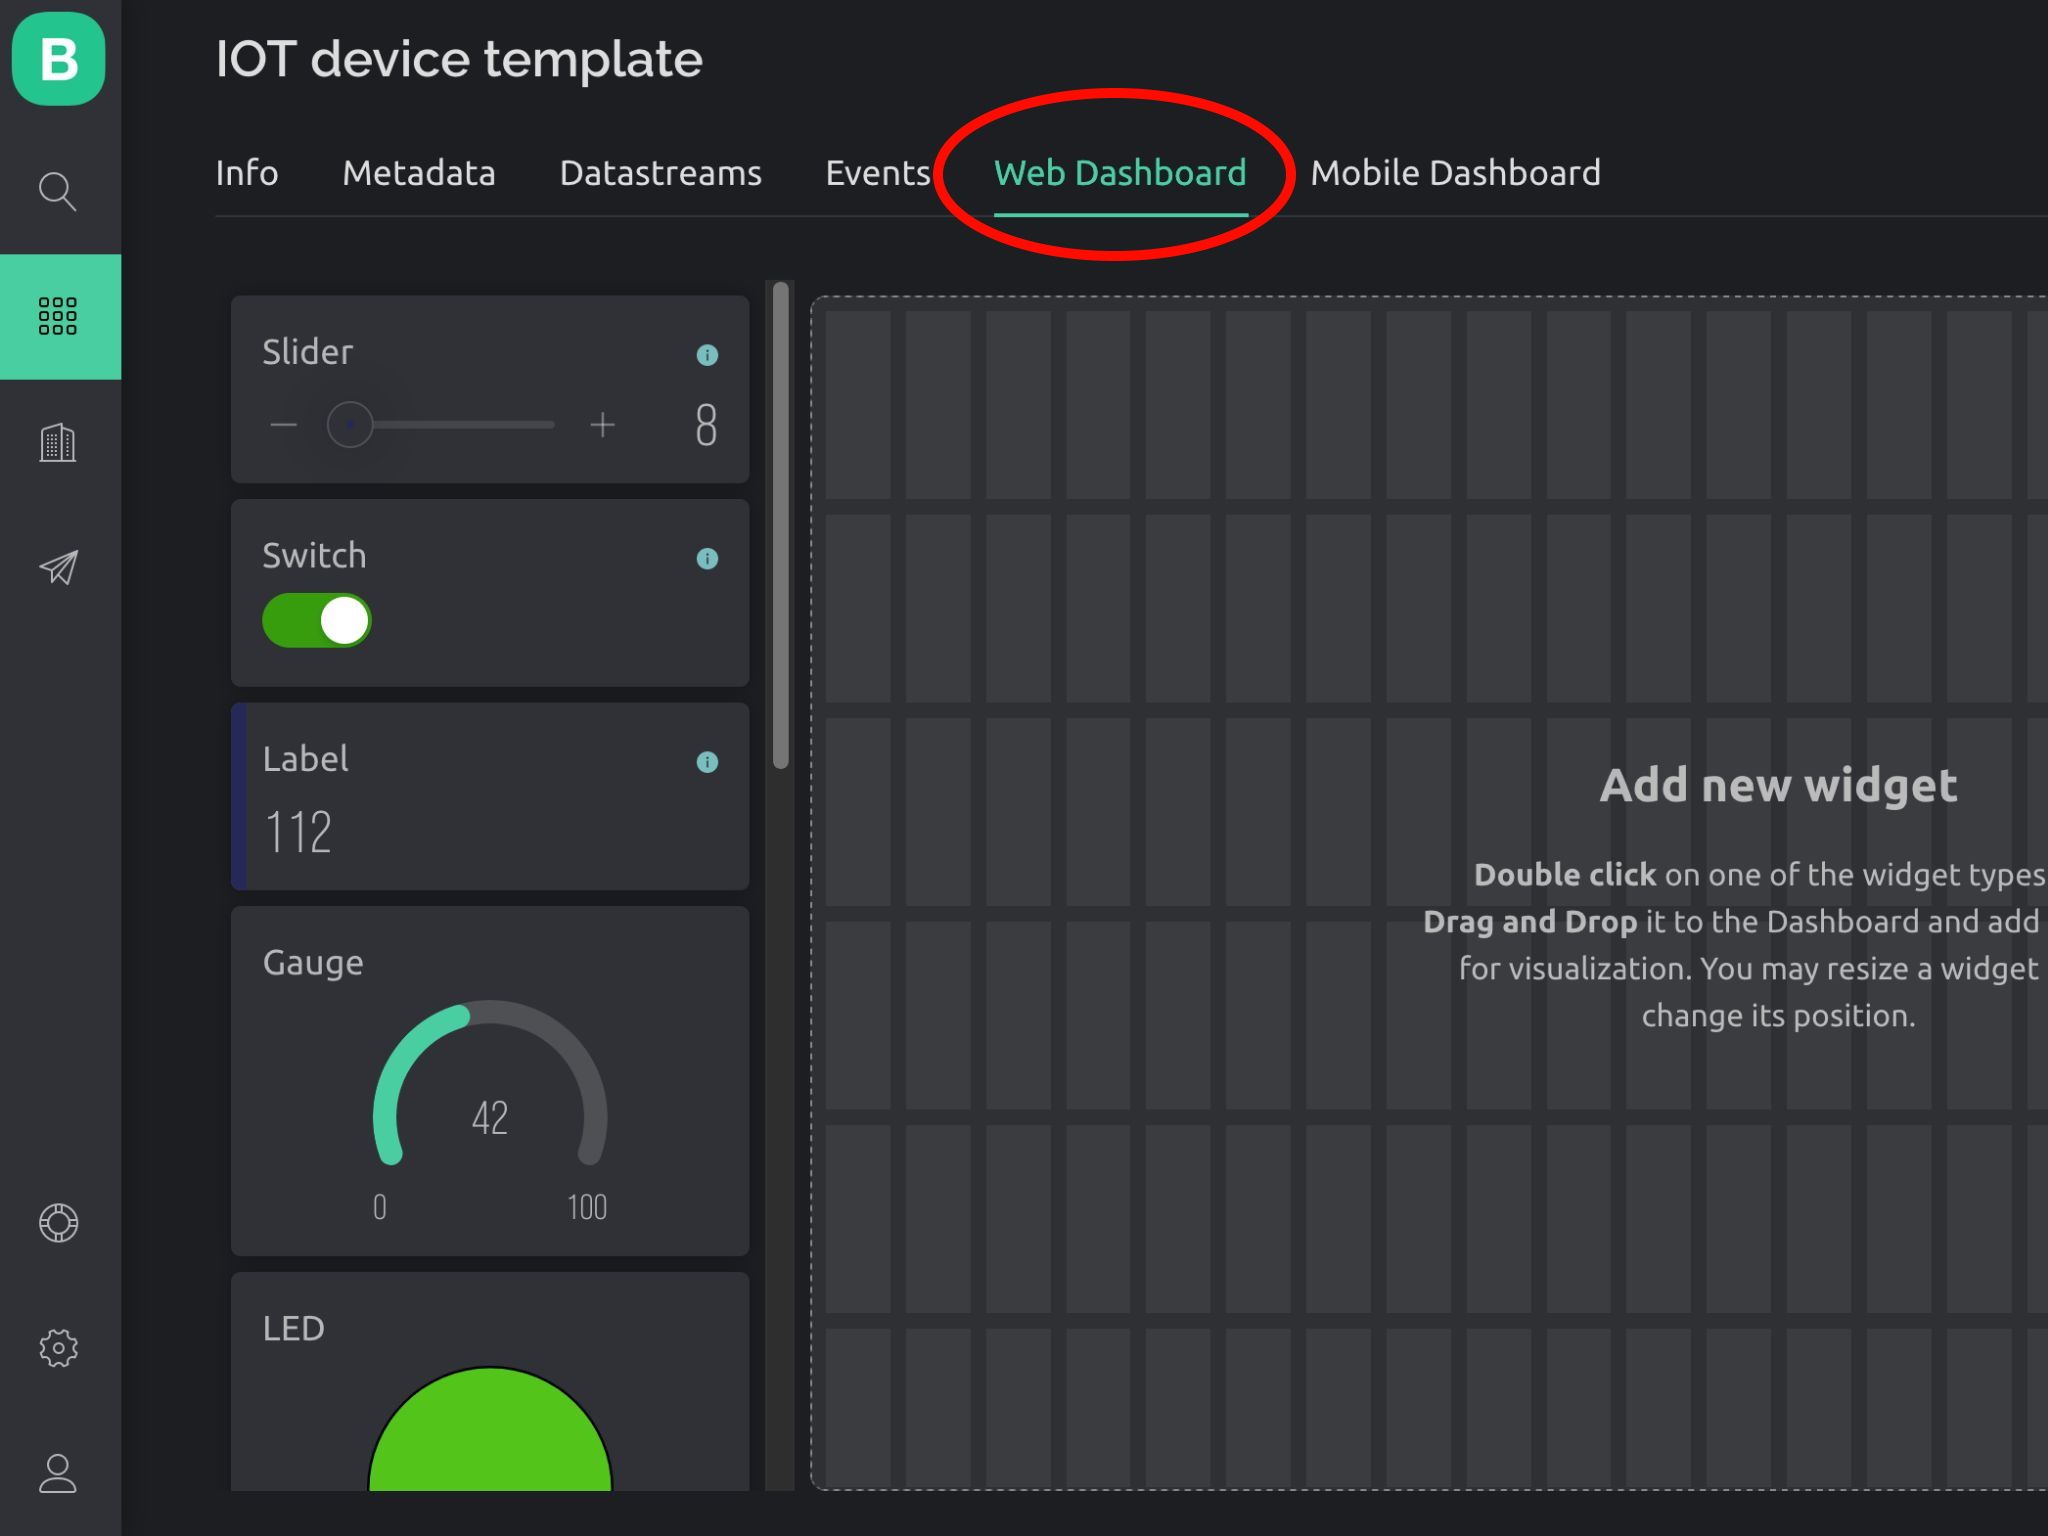 B
IOT device template
Info Metadata Datastreams Events Web Dashboard Mobile Dashboard
Slider
8
Switch
Label
112
Gauge
42
0 100
LED
Add new widget
Double click on one of the widget types
Drag and Drop it to the Dashboard and add
for visualization. You may resize a widget
change its position.